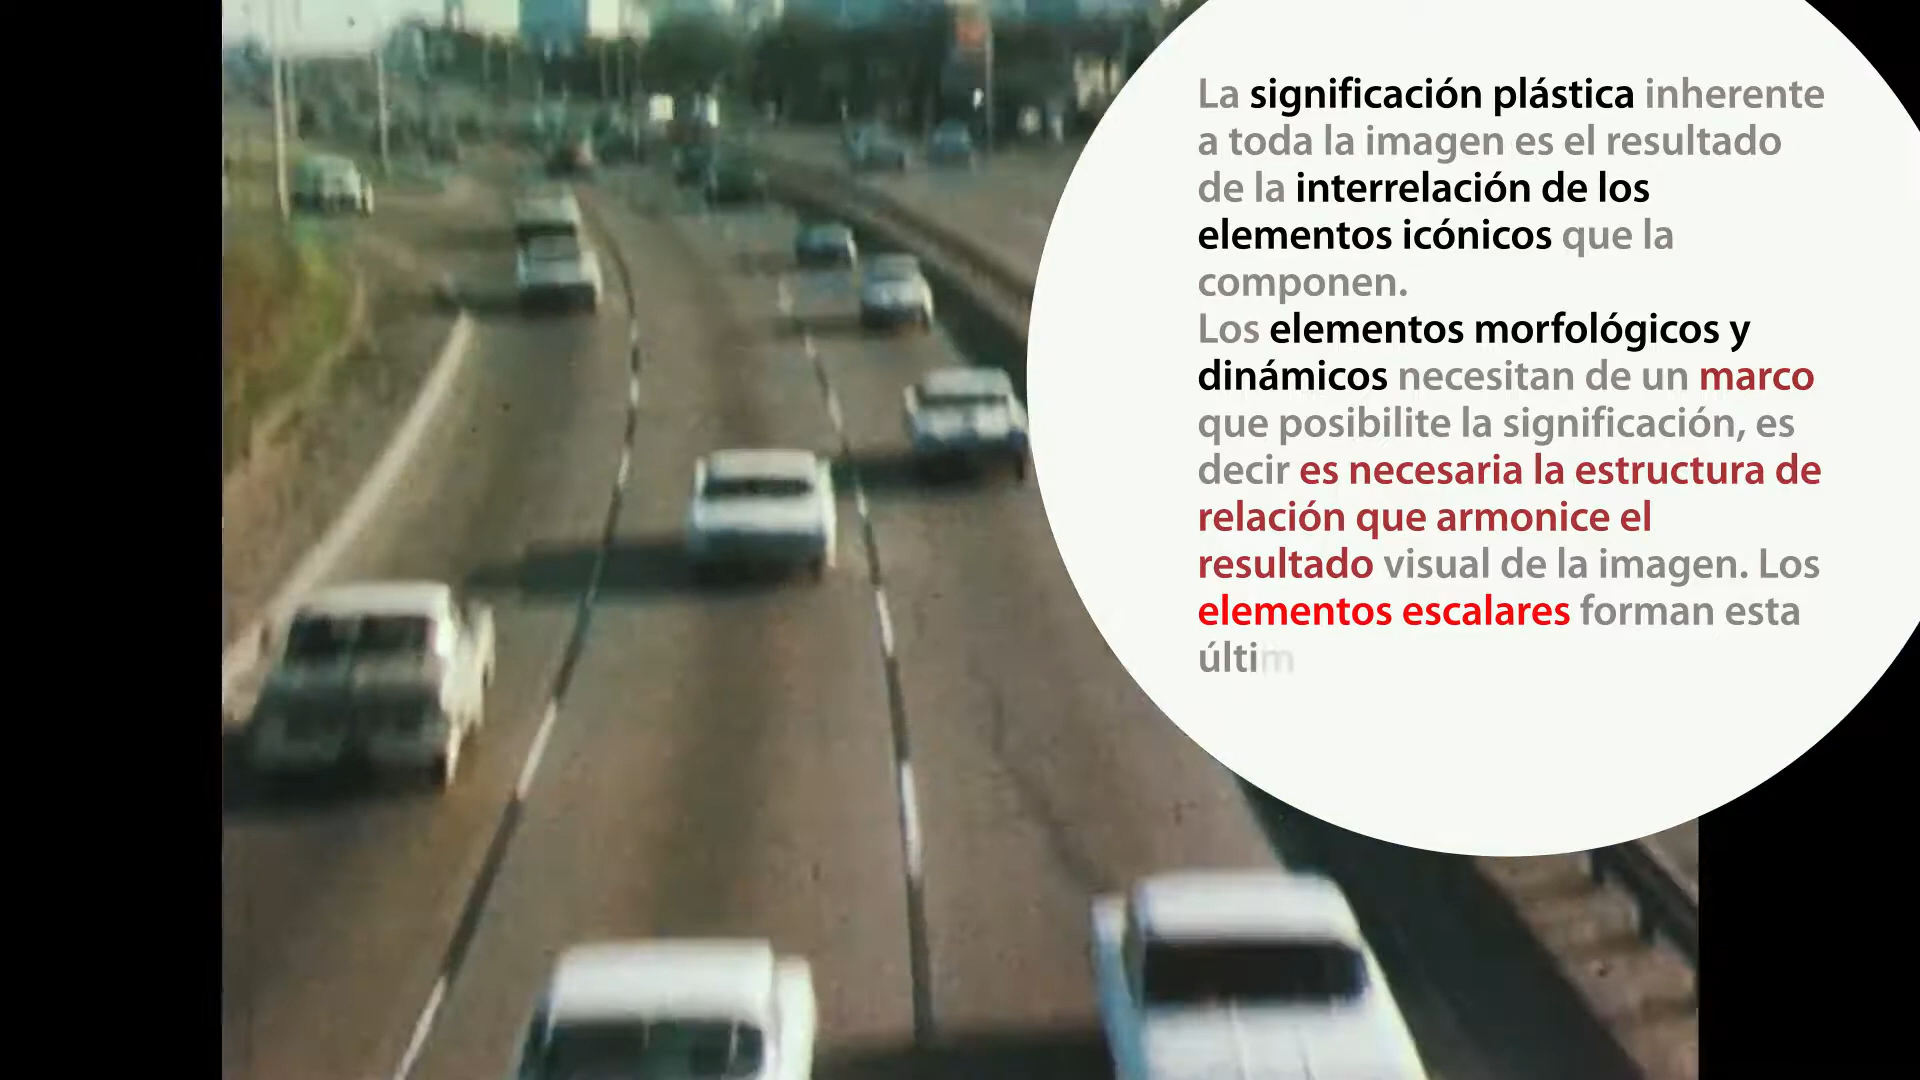 La significación plástica inherente
a toda la imagen es el resultado
de la interrelación de los
elementos icónicos que la
componen.
Los elementos morfológicos y
dinámicos necesitan de un marco
que posibilite la significación, es
decir es necesaria la estructura de
relación que armonice el
resultado visual de la imagen. Los
elementos escalares forman esta
últim